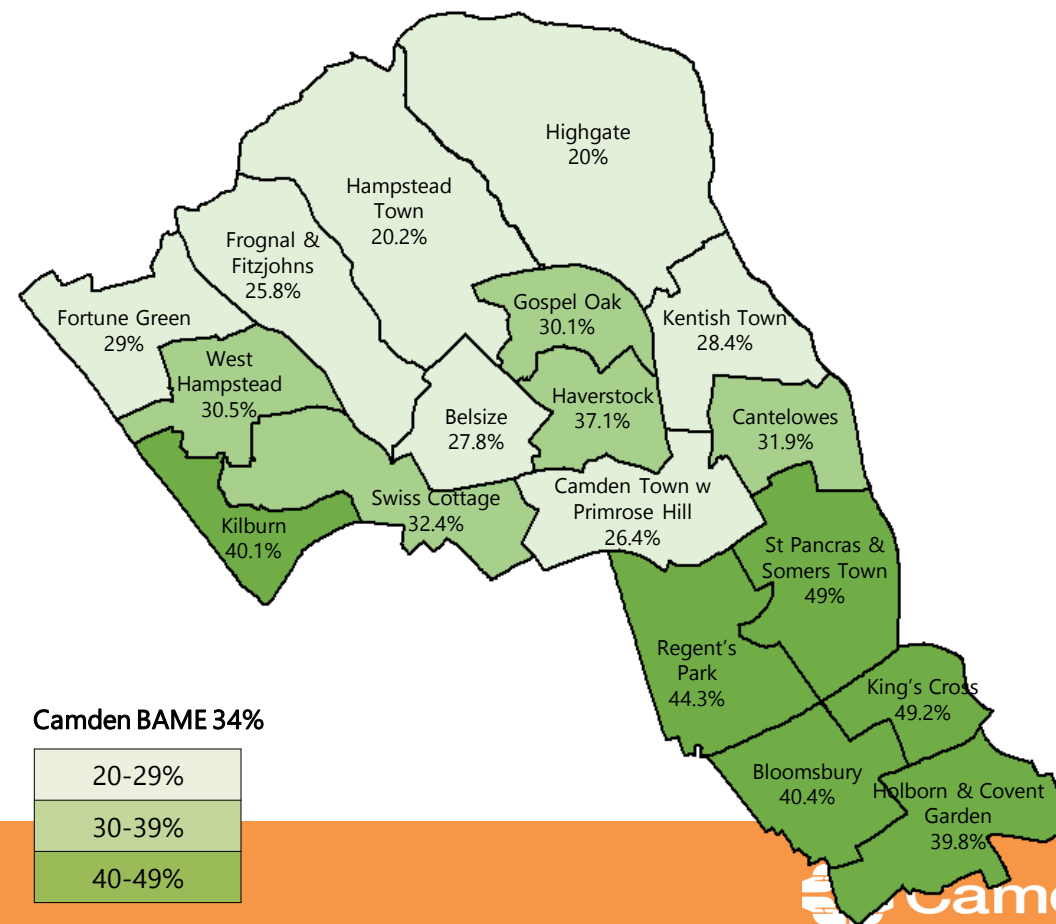 Highgate
20%
Hampstead
Town
20.2%
Frognal &
Fitzjohns
25.8%
Fortune Green
29%
Gospel Oak
30.1%
Kentish Town
28.4%
West
Hampstead
30.5%
Belsize
27.8%
Haverstock
37.1%
Cantelowes
31.9%
Swiss Cottage
32.4%
Camden Town w
Primrose Hill
26.4%
Kilburn
40.1%
St Pancras &
Somers Town
49%
Regent's
Park
44.3%
King's Cross
49.2%
Bloomsbury
40.4%
Holborn & Covent
Garden
39.8%
Camden BAME 34%
20-29%
30-39%
40-49%